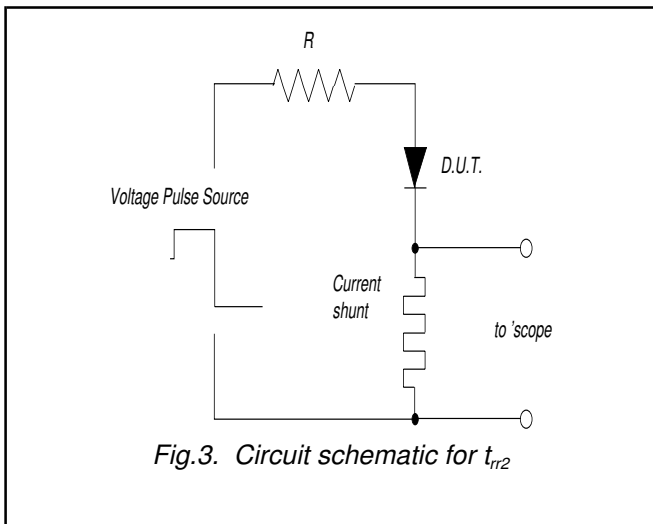 R
D.U.T.
Voltage Pulse Source
Current
shunt
to 'scope
Fig.3. Circuit schematic for trr2